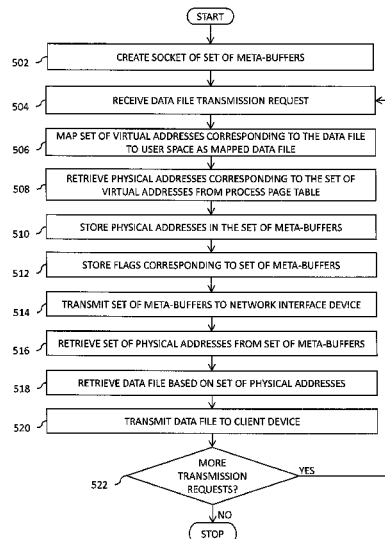 START
502 CREATE SOCKET OF SET OF META-BUFFERS
504 RECEIVE DATA FILE TRANSMISSION REQUEST
MAP SET OF VIRTUAL ADDRESSES CORRESPONDING TO THE DATA FILE
506 TO USER SPACE AS MAPPED DATA FILE
RETRIEVE PHYSICAL ADDRESSES CORRESPONDING TO THE SET OF
508 VIRTUAL ADDRESSES FROM PROCESS PAGE TABLE
510 STORE PHYSICAL ADDRESSES IN THE SET OF META-BUFFERS
512 STORE FLAGS CORRESPONDING TO SET OF META-BUFFERS
514 TRANSMIT SET OF META-BUFFERS TO NETWORK INTERFACE DEVICE
516 RETRIEVE SET OF PHYSICAL ADDRESSES FROM SET OF META-BUFFERS
518 RETRIEVE DATA FILE BASED ON SET OF PHYSICAL ADDRESSES
520 TRANSMIT DATA FILE TO CLIENT DEVICE
MORE
TRANSMISSION YES
522 REQUESTS?
NO
STOP